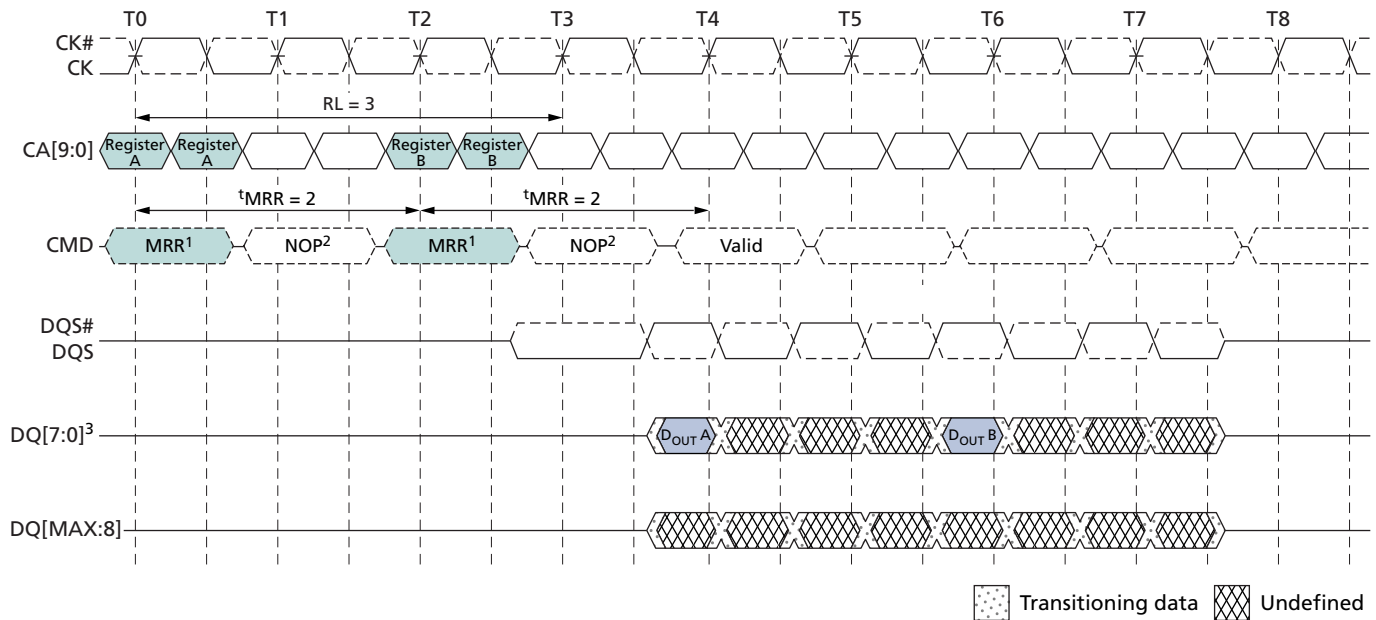 T0 T1 T2 T3 T4 T5 T6 T7 T8
CK#
CK
RL = 3
CA[9:0] Register A Register A Register B Register B
tMRR = 2 tMRR = 2
CMD MRR1 NOP2 MRR1 NOP2 Valid
DQS#
DQS
DQ[7:0]3 DOUT A DOUT B
DQ[MAX:8]
Transitioning data Undefined